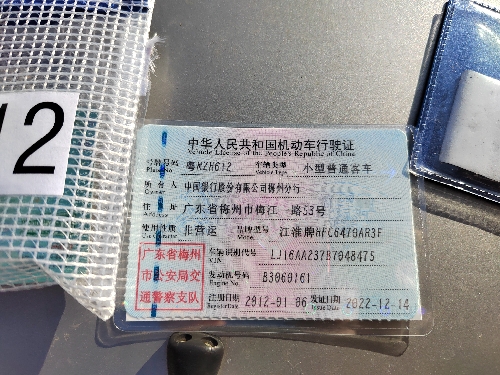 12
中华人民共和国机动车行驶证
Vehicle License of the People's Republic of China
号牌号码 粤MZH612 车辆类型 小型普通客车
Plate No. Vehicle Type
所有人 中国银行股份有限公司梅州分行
Owner
住址 广东省梅州市梅江一路53号
Address
使用性质 非营运 品牌型号 江淮牌HFC6470AR3F
Use Character Model
广东省梅州
市公安局交
通警察支队
车辆识别代号 LJ16AA237B7048475
VIN
发动机号码 B3060161
Engine No.
注册日期 2012-01-06 发证日期 2022-12-14
Register Date Issue Date